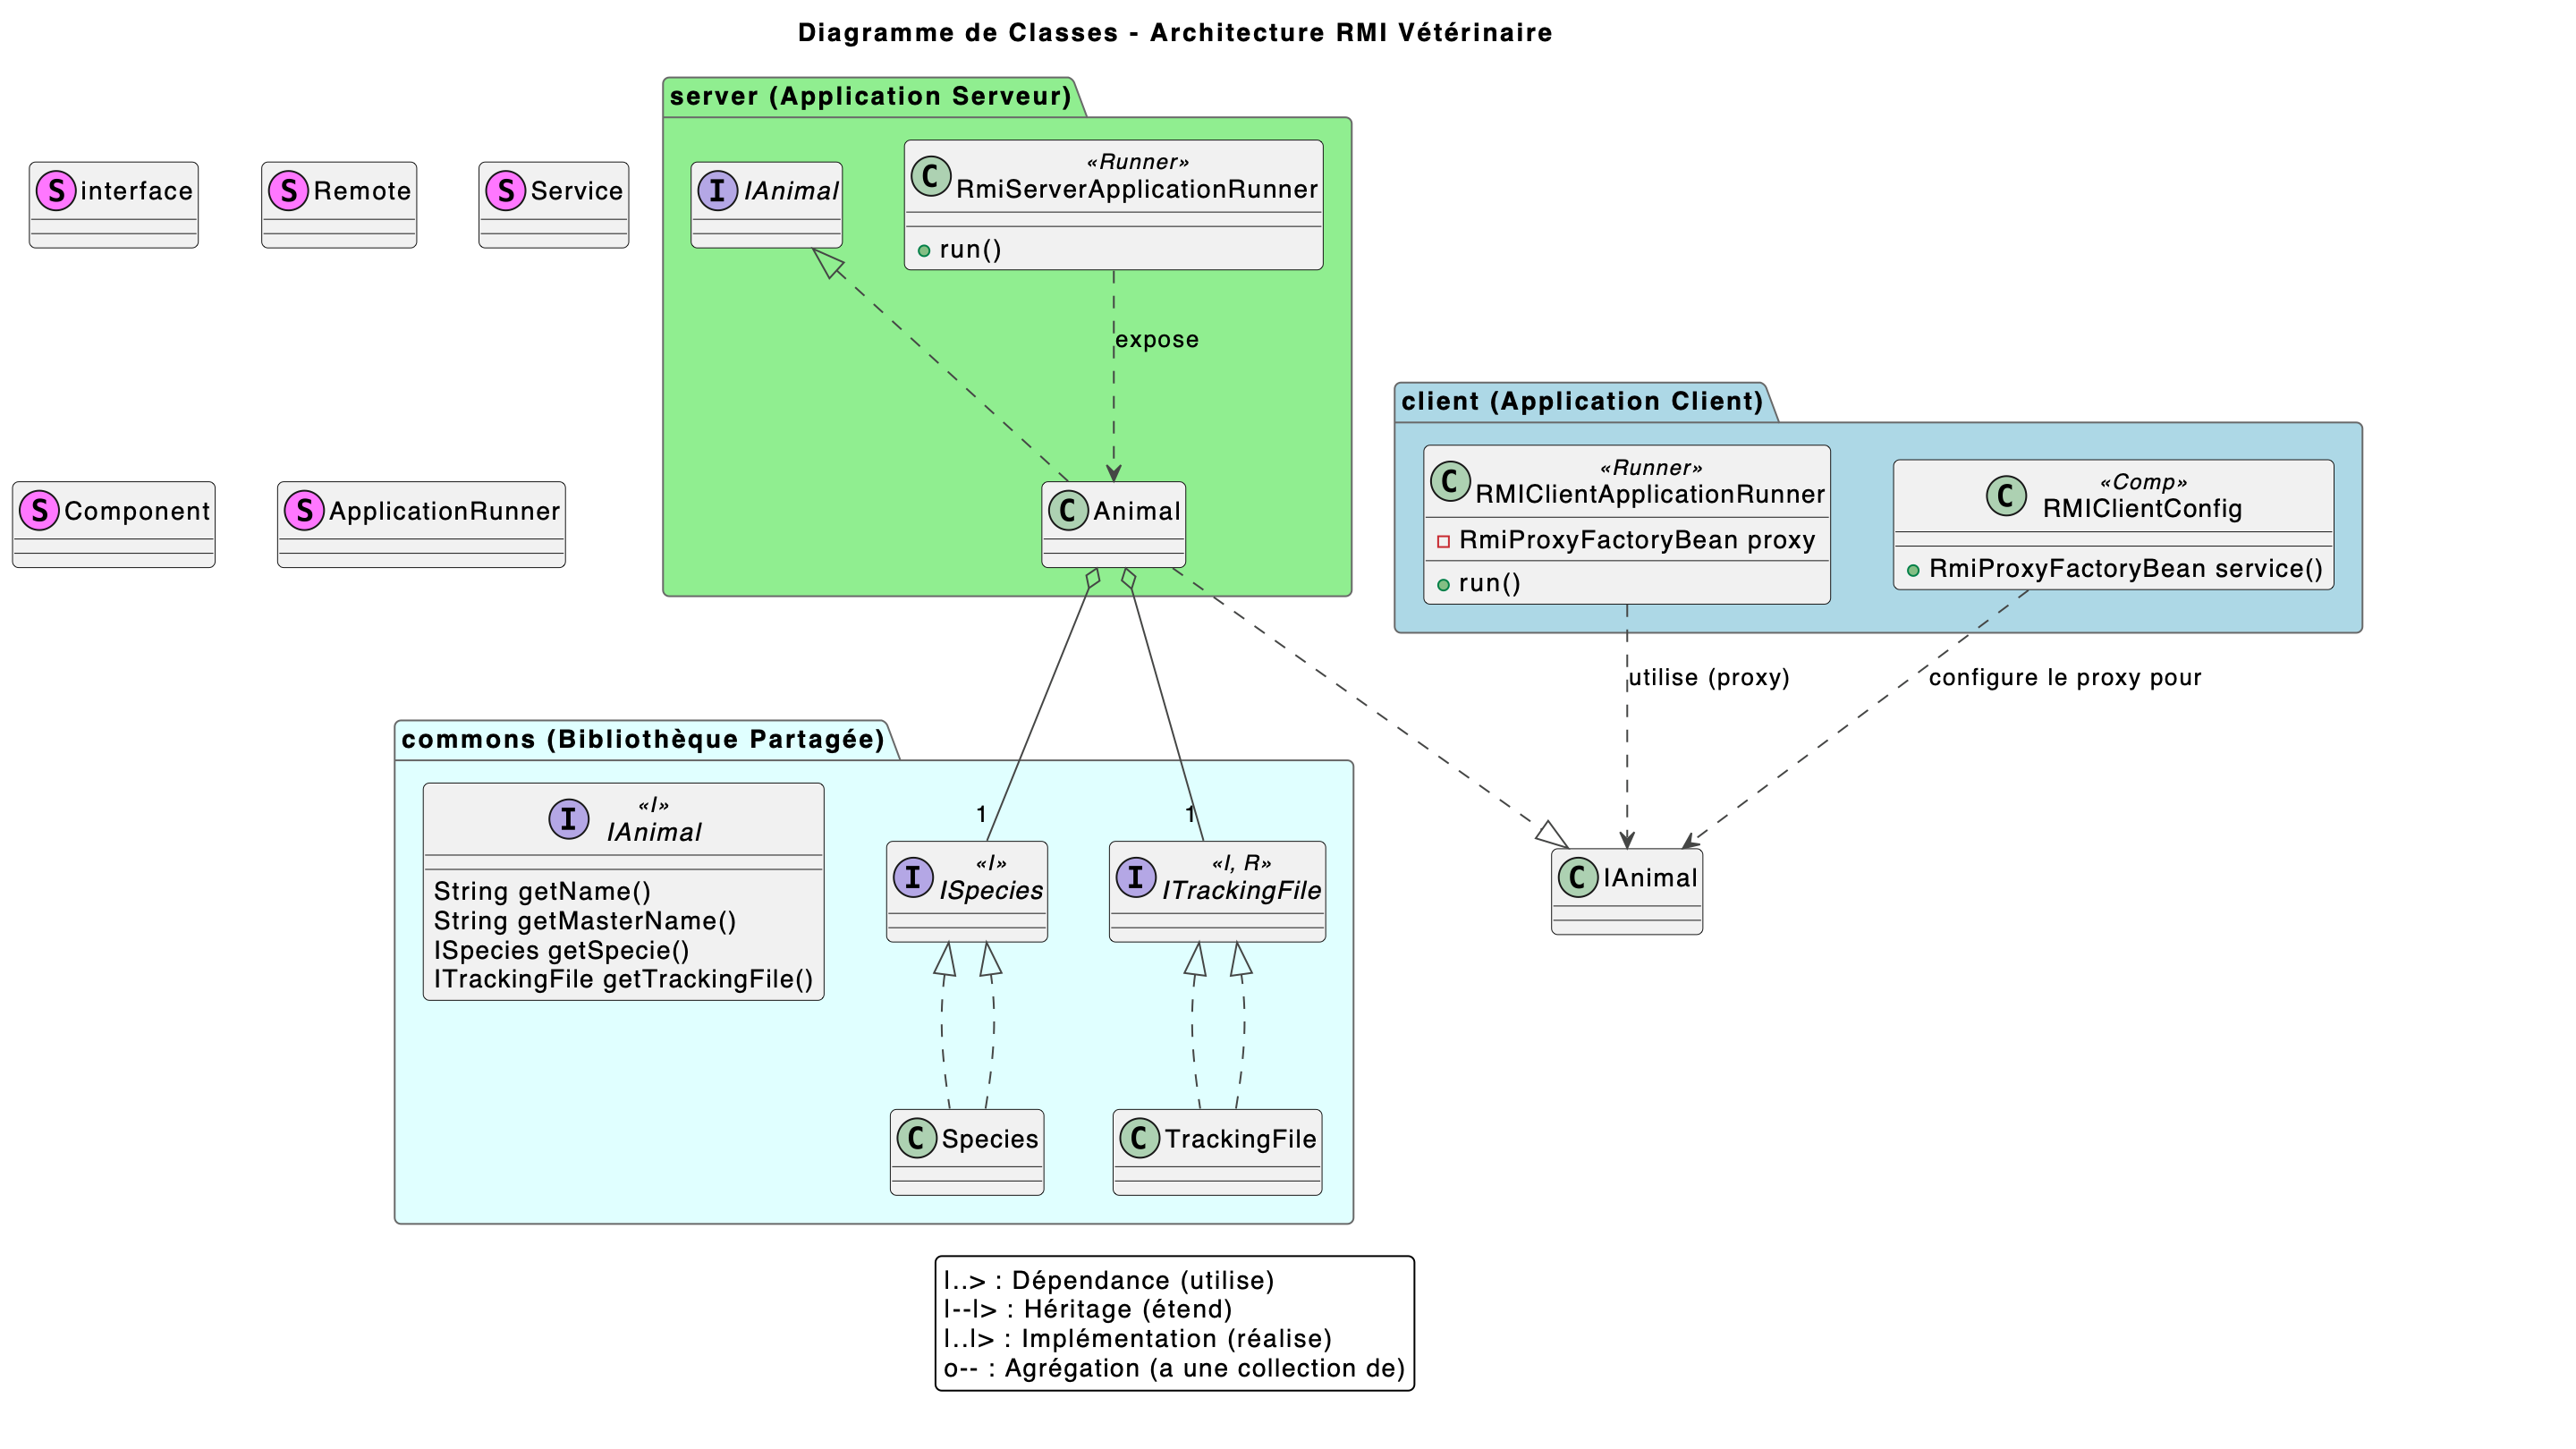 Diagramme de Classes - Architecture RMI Vétérinaire
server (Application Serveur)
S interface
S Remote
S Service
I IAnimal
C «Runner»
RmiServerApplicationRunner
run()
expose
S Component
S ApplicationRunner
C Animal
client (Application Client)
C «Runner»
RMIClientApplicationRunner
RmiProxyFactoryBean proxy
run()
C «Comp»
RMIClientConfig
RmiProxyFactoryBean service()
utilise (proxy)
configure le proxy pour
commons (Bibliothèque Partagée)
I «I»
IAnimal
String getName()
String getMasterName()
ISpecies getSpecie()
ITrackingFile getTrackingFile()
1
1
I «I»
ISpecies
I «I, R»
ITrackingFile
C IAnimal
C Species
C TrackingFile
|..> : Dépendance (utilise)
|--|> : Héritage (étend)
|..|> : Implémentation (réalise)
o-- : Agrégation (a une collection de)